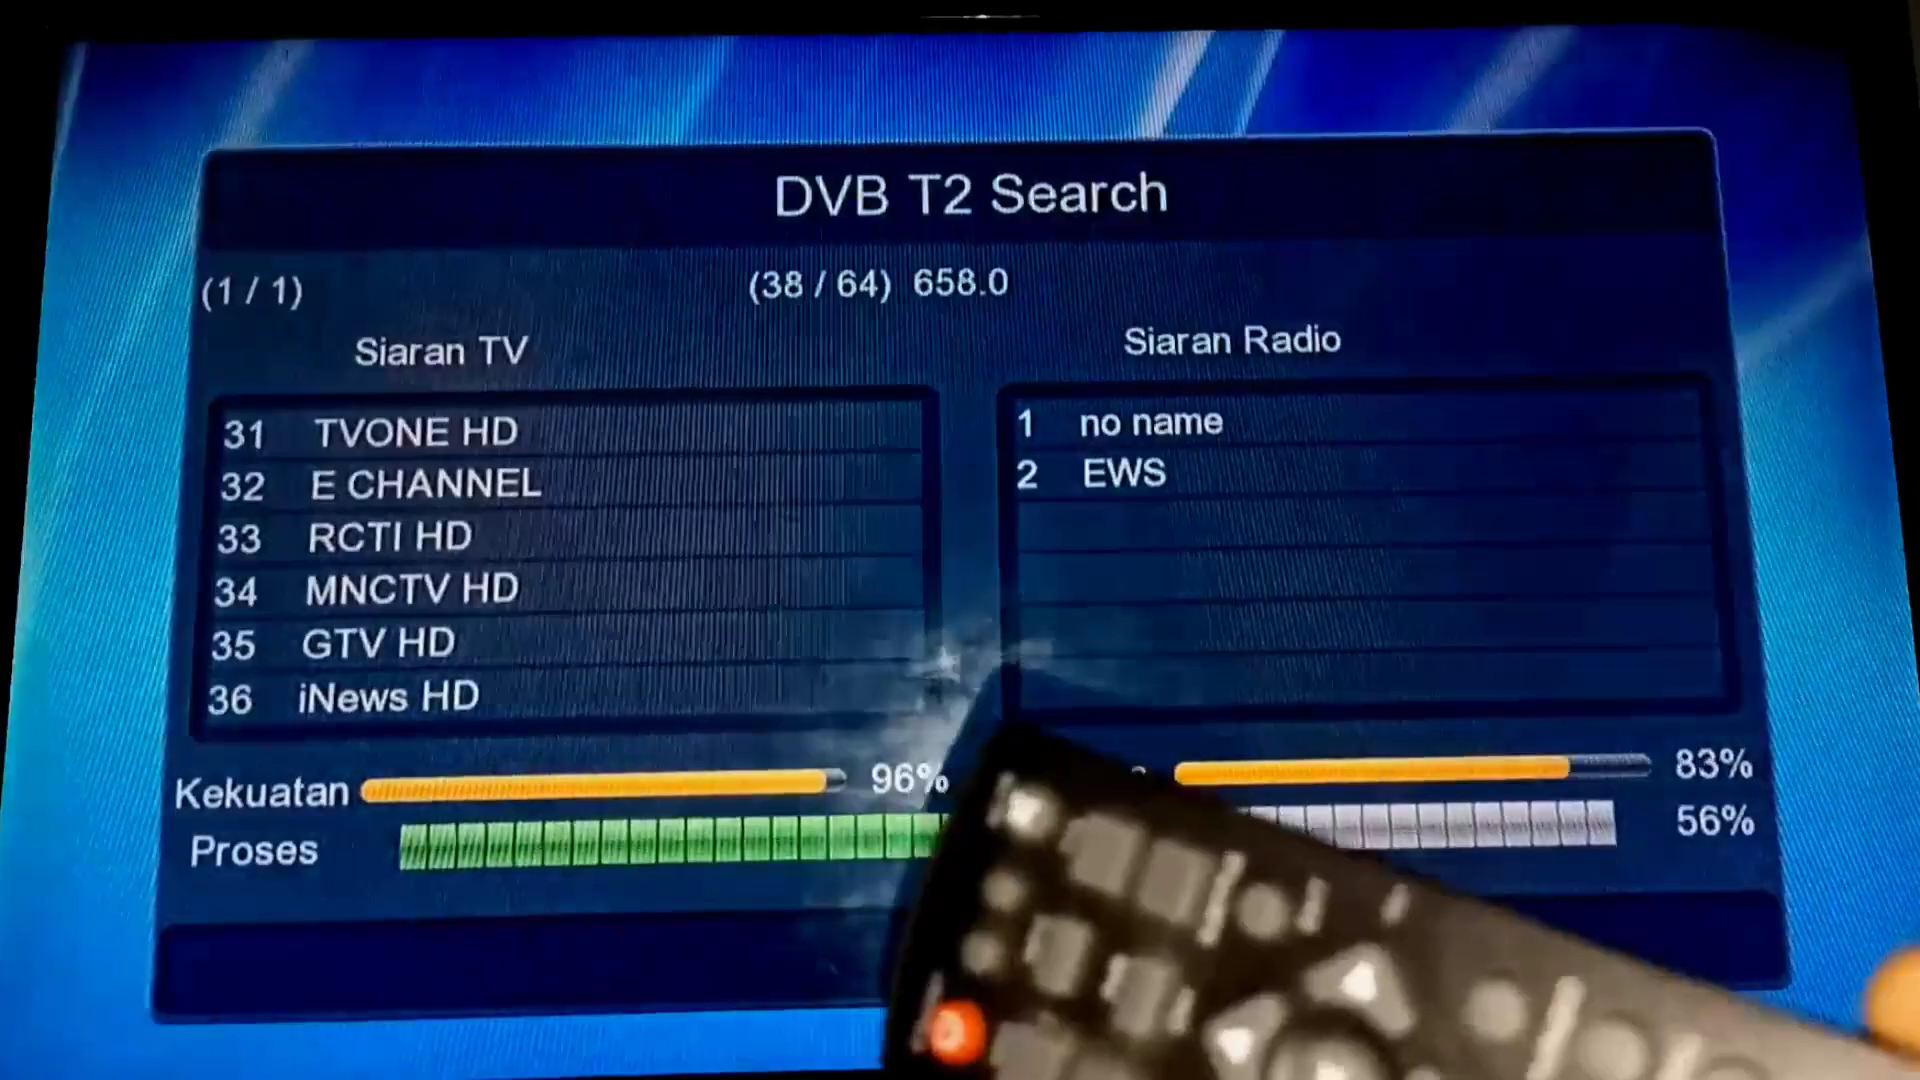 DVB T2 Search
(1 / 1) (38 / 64) 658.0
Siaran TV
31 TVONE HD
32 E CHANNEL
33 RCTI HD
34 MNCTV HD
35 GTV HD
36 iNews HD
Siaran Radio
1 no name
2 EWS
Kekuatan 96% 83%
Proses 56%